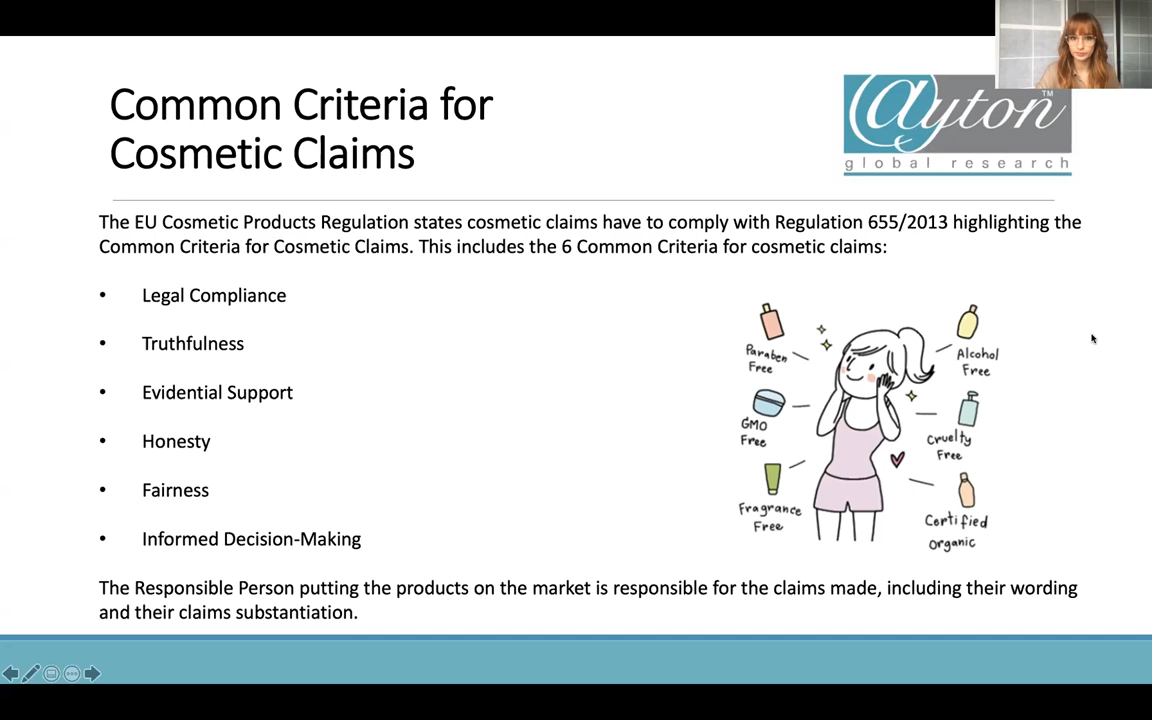 Common Criteria for
Cosmetic Claims
ayton™
global research
The EU Cosmetic Products Regulation states cosmetic claims have to comply with Regulation 655/2013 highlighting the
Common Criteria for Cosmetic Claims. This includes the 6 Common Criteria for cosmetic claims:
• Legal Compliance
• Truthfulness
• Evidential Support
• Honesty
• Fairness
• Informed Decision-Making
Paraben
Free
Alcohol
Free
GMO
Free
Cruelty
Free
Fragrance
Free
Certified
Organic
The Responsible Person putting the products on the market is responsible for the claims made, including their wording
and their claims substantiation.